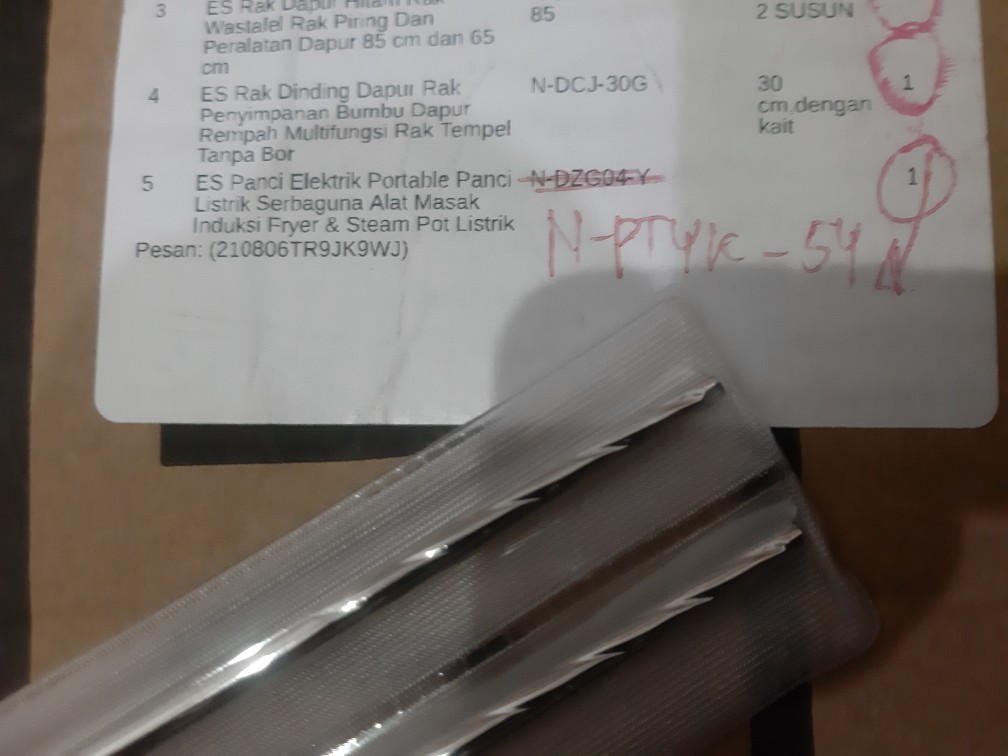 3 ES Rak Dapur Hitam Rak 85 2 SUSUN
Wastafel Rak Piring Dan
Peralatan Dapur 85 cm dan 65
cm
4 ES Rak Dinding Dapur Rak N-DCJ-30G 30 1
Penyimpanan Bumbu Dapur cm,dengan
Rempah Multifungsi Rak Tempel kait
Tanpa Bor
5 ES Panci Elektrik Portable Panci N-DZG04-Y 1
Listrik Serbaguna Alat Masak
Induksi Fryer & Steam Pot Listrik
Pesan: (210806TR9JK9WJ)
N-PTYK-54